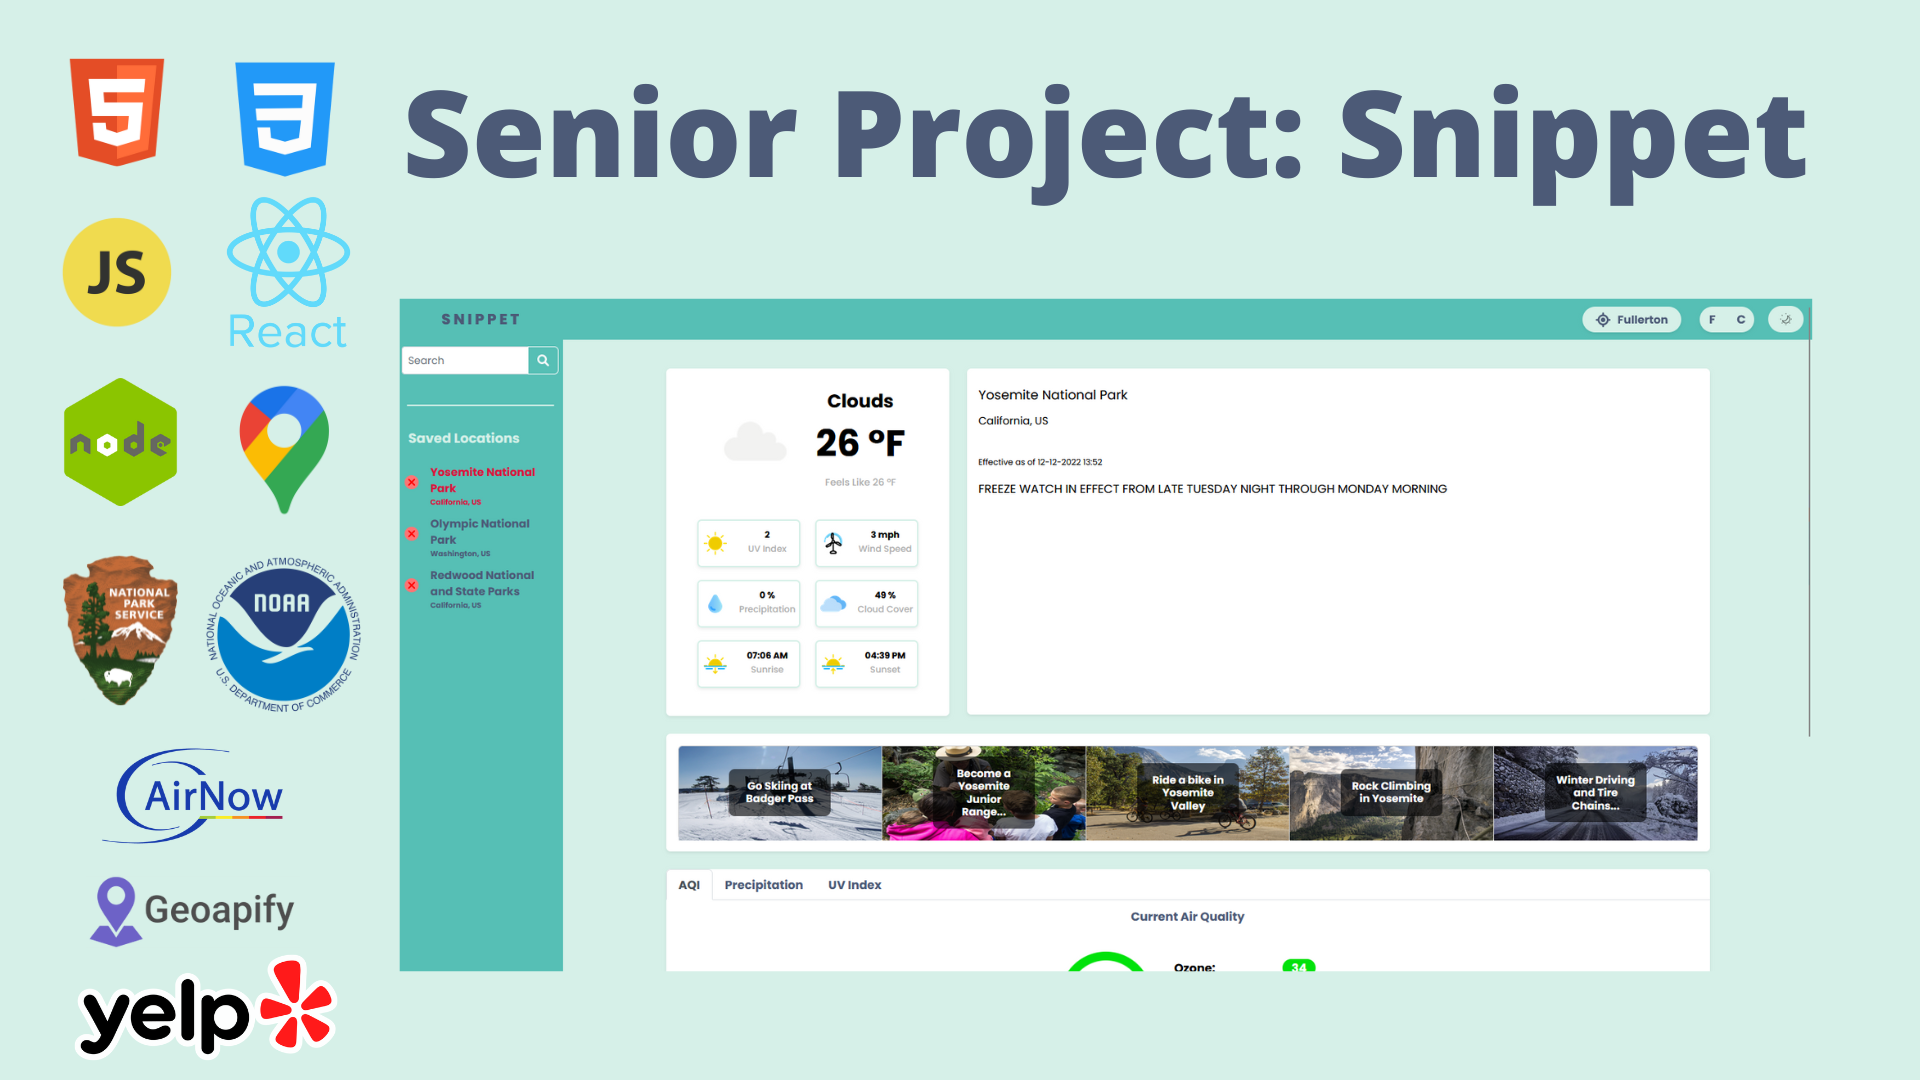 Senior Project: Snippet
5
3
JS
React
node
NATIONAL
PARK
SERVICE
NATIONAL OCEANIC AND ATMOSPHERIC ADMINISTRATION
NOAA
U.S. DEPARTMENT OF COMMERCE
AirNow
Geoapify
yelp
SNIPPET
Fullerton
F C
Search
Saved Locations
Yosemite National
Park
California, US
Olympic National
Park
Washington, US
Redwood National
and State Parks
California, US
Clouds
26 °F
Feels Like 26 °F
2
UV Index
3 mph
Wind Speed
0 %
Precipitation
49 %
Cloud Cover
07:06 AM
Sunrise
04:39 PM
Sunset
Yosemite National Park
California, US
Effective as of 12-12-2022 13:52
FREEZE WATCH IN EFFECT FROM LATE TUESDAY NIGHT THROUGH MONDAY MORNING
Go Skiing at
Badger Pass
Become a
Yosemite
Junior
Range...
Ride a bike in
Yosemite
Valley
Rock Climbing
in Yosemite
Winter Driving
and Tire
Chains...
AQI Precipitation UV Index
Current Air Quality
Ozone: 34